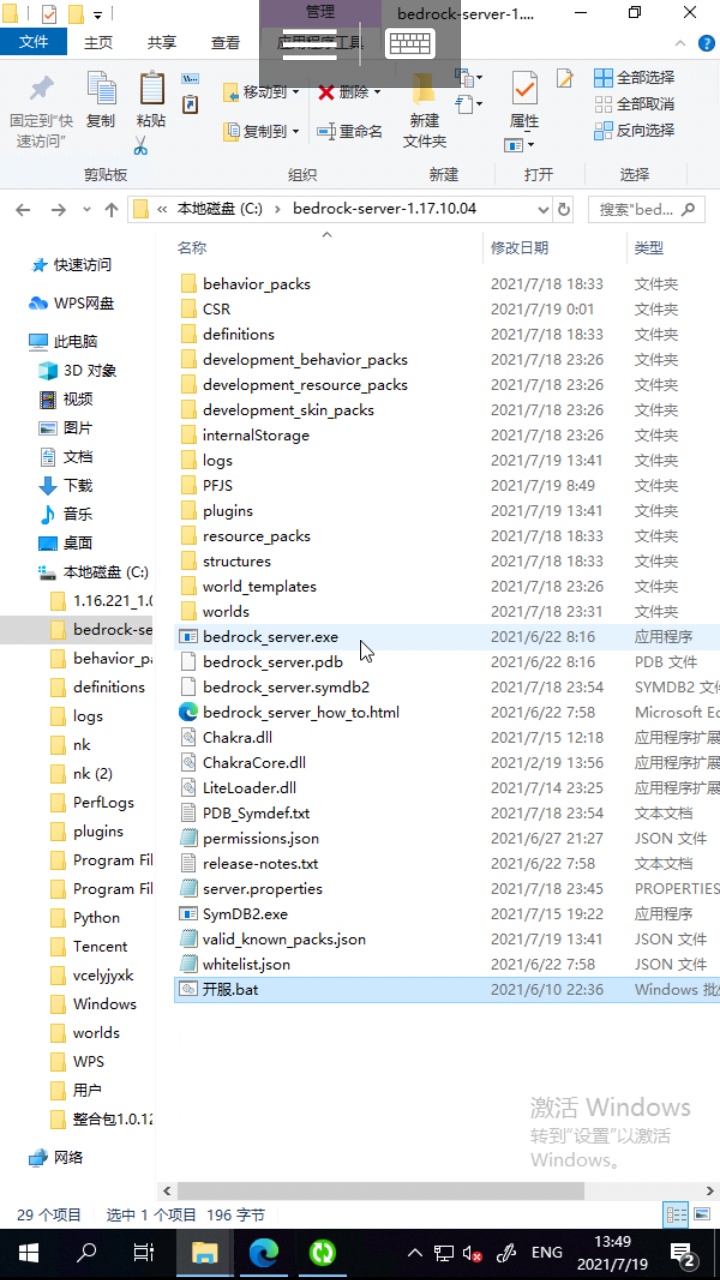 管理
bedrock-server-1....
文件
主页
共享
查看
应用程序工具
固定到"快
速访问"
复制
粘贴
移动到
复制到
删除
重命名
新建
文件夹
属性
全部选择
全部取消
反向选择
剪贴板
组织
新建
打开
选择
« 本地磁盘 (C:) › bedrock-server-1.17.10.04
搜索"bed...
名称 修改日期 类型
快速访问
WPS网盘
此电脑
3D 对象
视频
图片
文档
下载
音乐
桌面
本地磁盘 (C:)
1.16.221_1.0
bedrock-se
behavior_pa
definitions
logs
nk
nk (2)
PerfLogs
plugins
Program Fil
Program Fil
Python
Tencent
vcelyjyxk
Windows
worlds
WPS
用户
整合包1.0.12
网络
behavior_packs 2021/7/18 18:33 文件夹
CSR 2021/7/19 0:01 文件夹
definitions 2021/7/18 18:33 文件夹
development_behavior_packs 2021/7/18 23:26 文件夹
development_resource_packs 2021/7/18 23:26 文件夹
development_skin_packs 2021/7/18 23:26 文件夹
internalStorage 2021/7/18 23:26 文件夹
logs 2021/7/19 13:41 文件夹
PFJS 2021/7/19 8:49 文件夹
plugins 2021/7/19 13:41 文件夹
resource_packs 2021/7/18 18:33 文件夹
structures 2021/7/18 18:33 文件夹
world_templates 2021/7/18 23:26 文件夹
worlds 2021/7/18 23:31 文件夹
bedrock_server.exe 2021/6/22 8:16 应用程序
bedrock_server.pdb 2021/6/22 8:16 PDB 文件
bedrock_server.symdb2 2021/7/18 23:54 SYMDB2 文件
bedrock_server_how_to.html 2021/6/22 7:58 Microsoft Ec
Chakra.dll 2021/7/15 12:18 应用程序扩展
ChakraCore.dll 2021/2/19 13:56 应用程序扩展
LiteLoader.dll 2021/7/14 23:25 应用程序扩展
PDB_Symdef.txt 2021/7/18 23:54 文本文档
permissions.json 2021/6/27 21:27 JSON 文件
release-notes.txt 2021/6/22 7:58 文本文档
server.properties 2021/7/18 23:45 PROPERTIES
SymDB2.exe 2021/7/15 19:22 应用程序
valid_known_packs.json 2021/7/19 13:41 JSON 文件
whitelist.json 2021/6/22 7:58 JSON 文件
开服.bat 2021/6/10 22:36 Windows 批处
激活 Windows
转到"设置"以激活
Windows。
29 个项目 选中 1 个项目 196 字节
ENG
13:49
2021/7/19
2